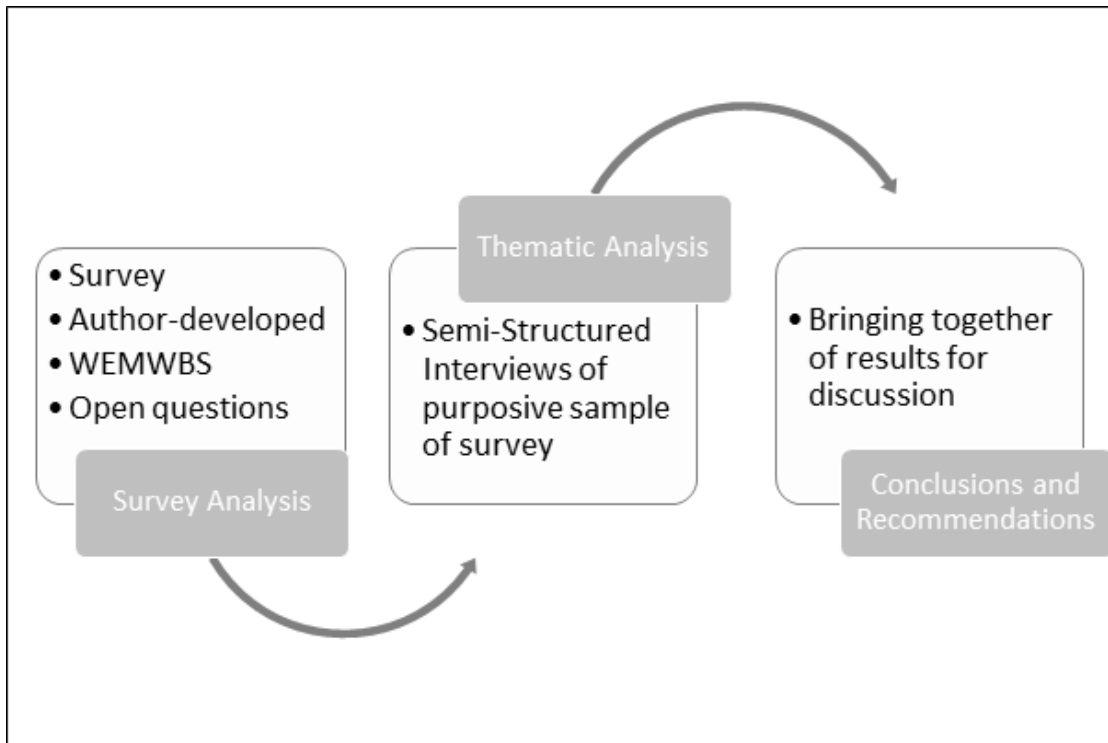 • Survey
• Author-developed
• WEMWBS
• Open questions
Survey Analysis
Thematic Analysis
• Semi-Structured
Interviews of
purposive sample
of survey
• Bringing together
of results for
discussion
Conclusions and
Recommendations